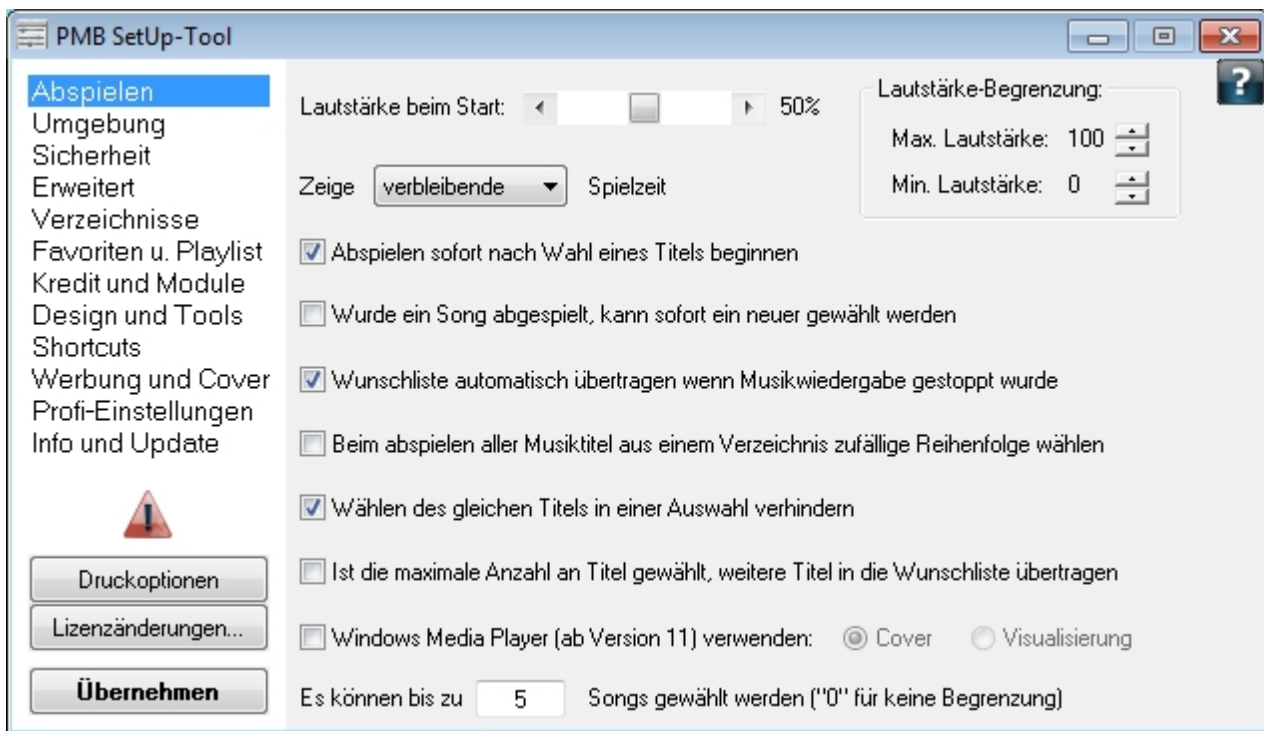 PMB SetUp-Tool
Abspielen
Umgebung
Sicherheit
Erweitert
Verzeichnisse
Favoriten u. Playlist
Kredit und Module
Design und Tools
Shortcuts
Werbung und Cover
Profi-Einstellungen
Info und Update
Druckoptionen
Lizenzänderungen...
Übernehmen
Lautstärke beim Start: 50%
Lautstärke-Begrenzung:
Max. Lautstärke: 100
Min. Lautstärke: 0
?
Zeige verbleibende Spielzeit
Abspielen sofort nach Wahl eines Titels beginnen
Wurde ein Song abgespielt, kann sofort ein neuer gewählt werden
Wunschliste automatisch übertragen wenn Musikwiedergabe gestoppt wurde
Beim abspielen aller Musiktitel aus einem Verzeichnis zufällige Reihenfolge wählen
Wählen des gleichen Titels in einer Auswahl verhindern
Ist die maximale Anzahl an Titel gewählt, weitere Titel in die Wunschliste übertragen
Windows Media Player (ab Version 11) verwenden: Cover Visualisierung
Es können bis zu 5 Songs gewählt werden ("0" für keine Begrenzung)